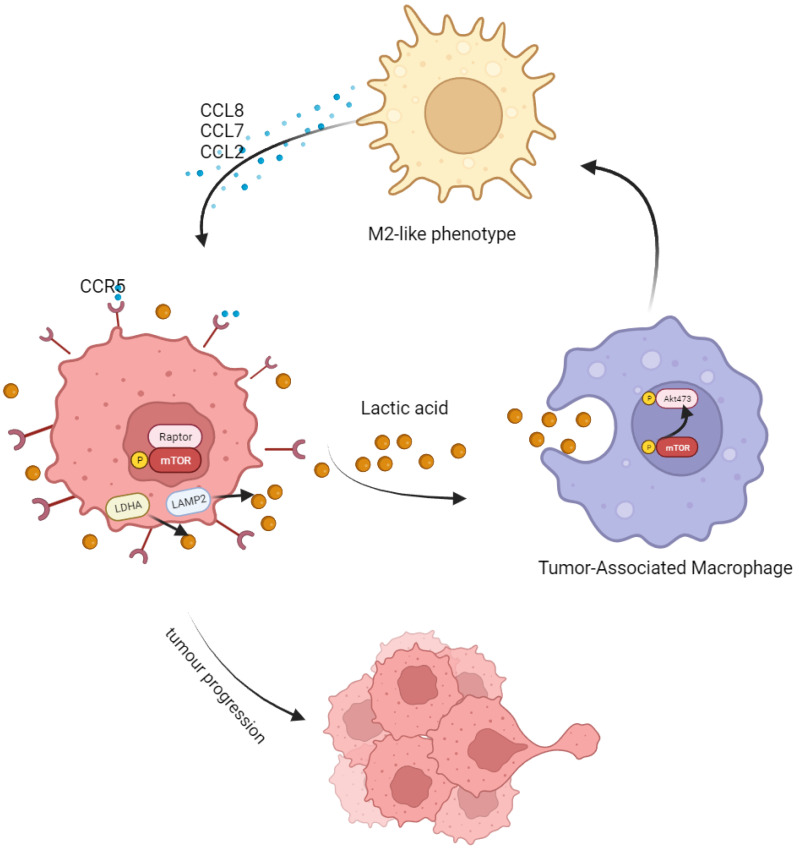 CCL8
CCL7
CCL2
M2-like phenotype
CCR5
Raptor
P
mTOR
LDHA
LAMP2
Lactic acid
P
Akt473
P
mTOR
Tumor-Associated Macrophage
tumour progression